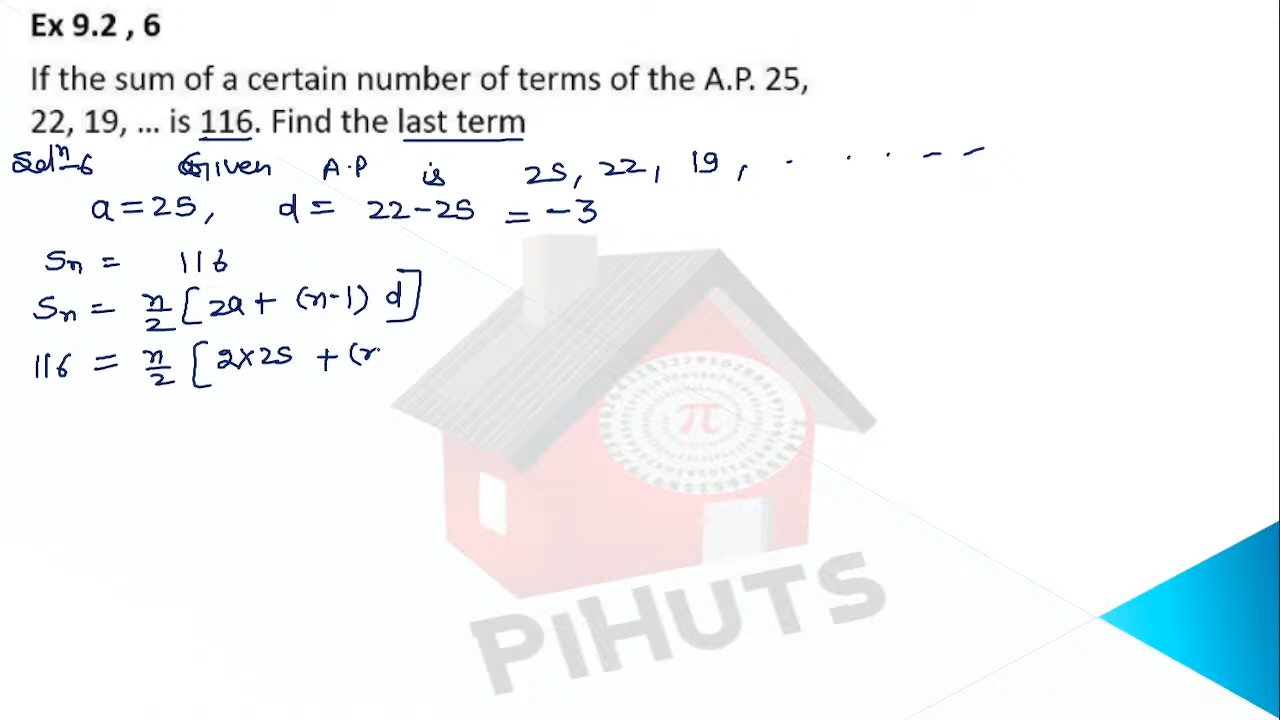 Ex 9.2 , 6
If the sum of a certain number of terms of the A.P. 25,
22, 19, ... is 116. Find the last term
Solⁿ-6 Given A.P is 25, 22, 19, . . . . - -
a = 25, d = 22-25 = -3
Sn = 116
Sn = n/2 [2a + (n-1) d]
116 = n/2 [2×25 + (n
π
PIHUTS